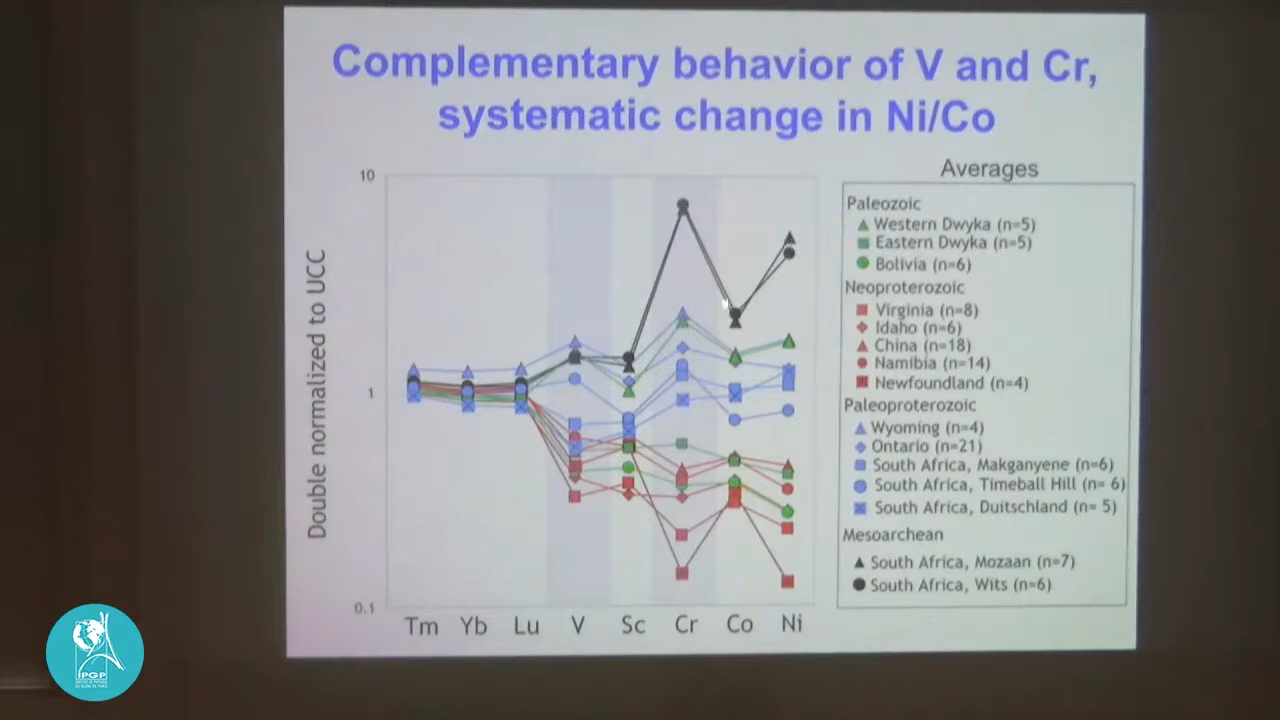 Complementary behavior of V and Cr,
systematic change in Ni/Co
Double normalized to UCC
10
1
0.1
Tm Yb Lu V Sc Cr Co Ni
Averages
Paleozoic
Western Dwyka (n=5)
Eastern Dwyka (n=5)
Bolivia (n=6)
Neoproterozoic
Virginia (n=8)
Idaho (n=6)
China (n=18)
Namibia (n=14)
Newfoundland (n=4)
Paleoproterozoic
Wyoming (n=4)
Ontario (n=21)
South Africa, Makganyene (n=6)
South Africa, Timeball Hill (n= 6)
South Africa, Duitschland (n= 5)
Mesoarchean
South Africa, Mozaan (n=7)
South Africa, Wits (n=6)
PGP